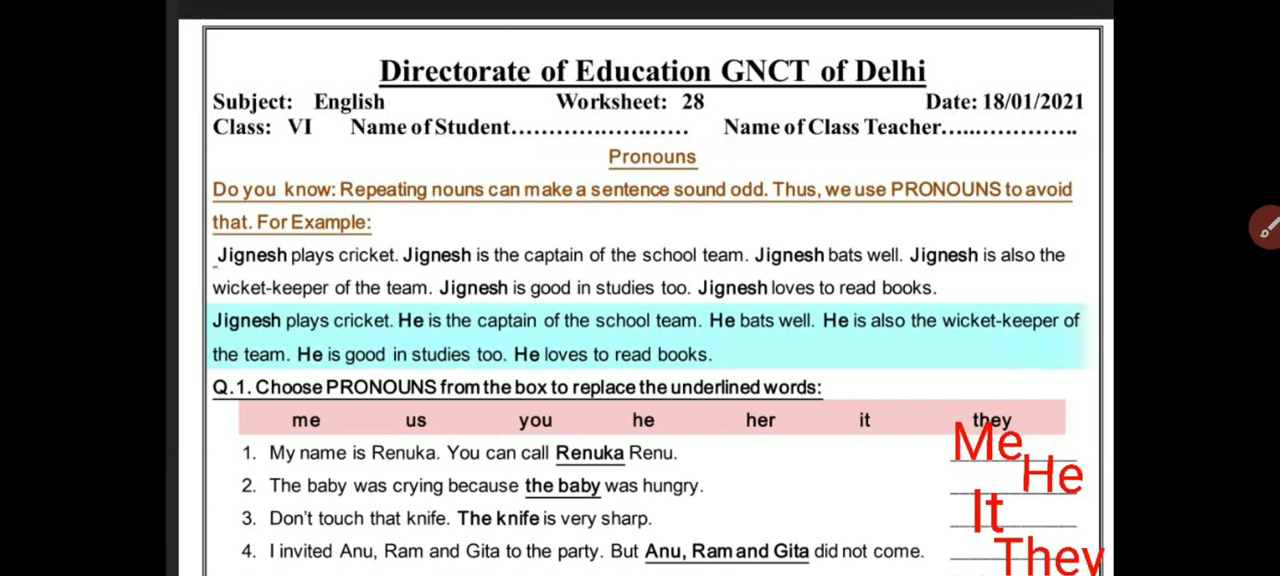 Directorate of Education GNCT of Delhi
Subject: English Worksheet: 28 Date: 18/01/2021
Class: VI Name of Student........................ Name of Class Teacher..................
Pronouns
Do you know: Repeating nouns can make a sentence sound odd. Thus, we use PRONOUNS to avoid
that. For Example:
Jignesh plays cricket. Jignesh is the captain of the school team. Jignesh bats well. Jignesh is also the
wicket-keeper of the team. Jignesh is good in studies too. Jignesh loves to read books.
Jignesh plays cricket. He is the captain of the school team. He bats well. He is also the wicket-keeper of
the team. He is good in studies too. He loves to read books.
Q.1. Choose PRONOUNS from the box to replace the underlined words:
me us you he her it they
1. My name is Renuka. You can call Renuka Renu. Me
2. The baby was crying because the baby was hungry. He
3. Don't touch that knife. The knife is very sharp. It
4. I invited Anu, Ram and Gita to the party. But Anu, Ram and Gita did not come. They